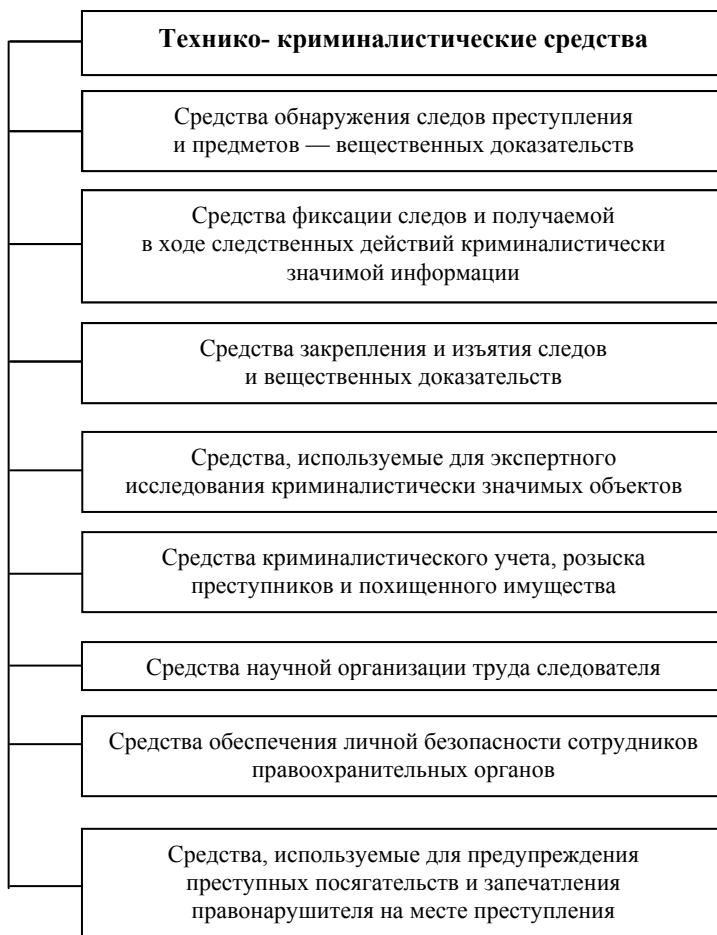 Технико- криминалистические средства
Средства обнаружения следов преступления
и предметов — вещественных доказательств
Средства фиксации следов и получаемой
в ходе следственных действий криминалистически
значимой информации
Средства закрепления и изъятия следов
и вещественных доказательств
Средства, используемые для экспертного
исследования криминалистически значимых объектов
Средства криминалистического учета, розыска
преступников и похищенного имущества
Средства научной организации труда следователя
Средства обеспечения личной безопасности сотрудников
правоохранительных органов
Средства, используемые для предупреждения
преступных посягательств и запечатления
правонарушителя на месте преступления